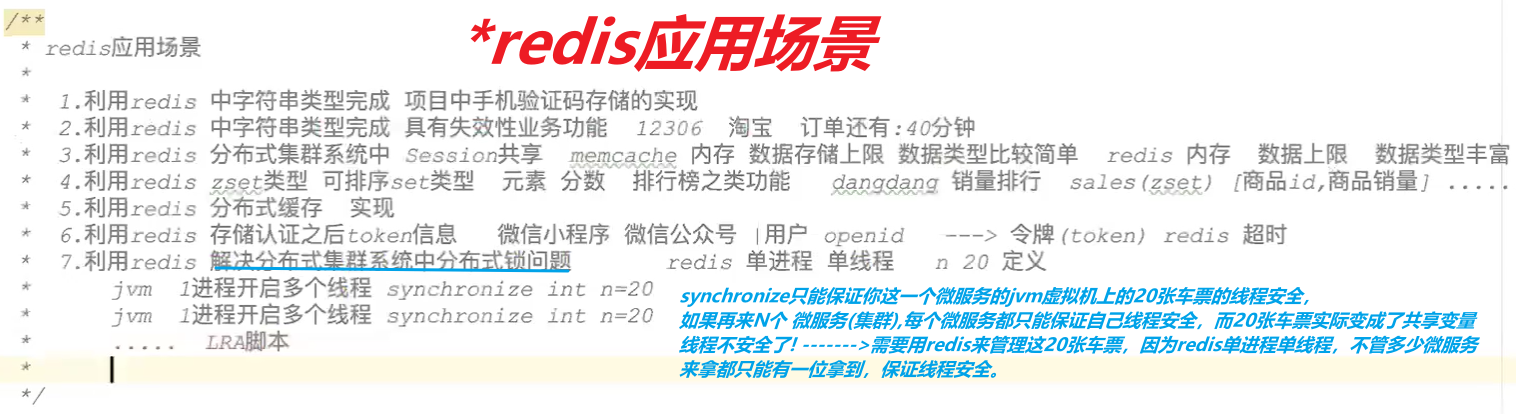 /**
*redis应用场景
* redis应用场景
*
* 1.利用redis 中字符串类型完成 项目中手机验证码存储的实现
* 2.利用redis 中字符串类型完成 具有失效性业务功能 12306 淘宝 订单还有:40分钟
* 3.利用redis 分布式集群系统中 Session共享 memcache 内存 数据存储上限 数据类型比较简单 redis 内存 数据上限 数据类型丰富
* 4.利用redis zset类型 可排序set类型 元素 分数 排行榜之类功能 dangdang 销量排行 sales(zset) [商品id,商品销量] .....
* 5.利用redis 分布式缓存 实现
* 6.利用redis 存储认证之后token信息 微信小程序 微信公众号 |用户 openid ---> 令牌(token) redis 超时
* 7.利用redis 解决分布式集群系统中分布式锁问题 redis 单进程 单线程 n 20 定义
* jvm 1进程开启多个线程 synchronize int n=20
* jvm 1进程开启多个线程 synchronize int n=20
* ..... LRA脚本
*
*/
synchronize只能保证你这一个微服务的jvm虚拟机上的20张车票的线程安全，
如果再来N个 微服务(集群),每个微服务都只能保证自己线程安全，而20张车票实际变成了共享变量
线程不安全了! ------->需要用redis来管理这20张车票，因为redis单进程单线程，不管多少微服务
来拿都只能有一位拿到，保证线程安全。